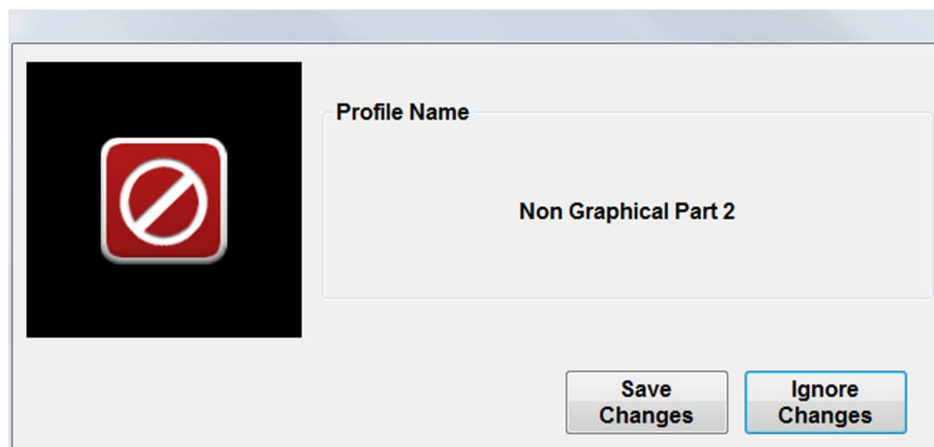 Profile Name
Non Graphical Part 2
Save
Changes
Ignore
Changes